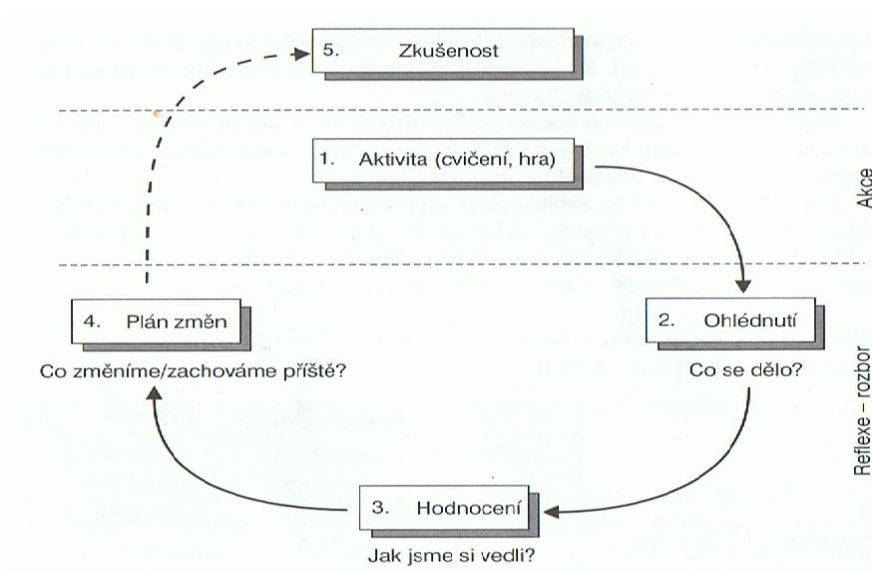 5. Zkušenost
1. Aktivita (cvičení, hra)
Akce
4. Plán změn
Co změníme/zachováme příště?
2. Ohlédnutí
Co se dělo?
Reflexe – rozbor
3. Hodnocení
Jak jsme si vedli?